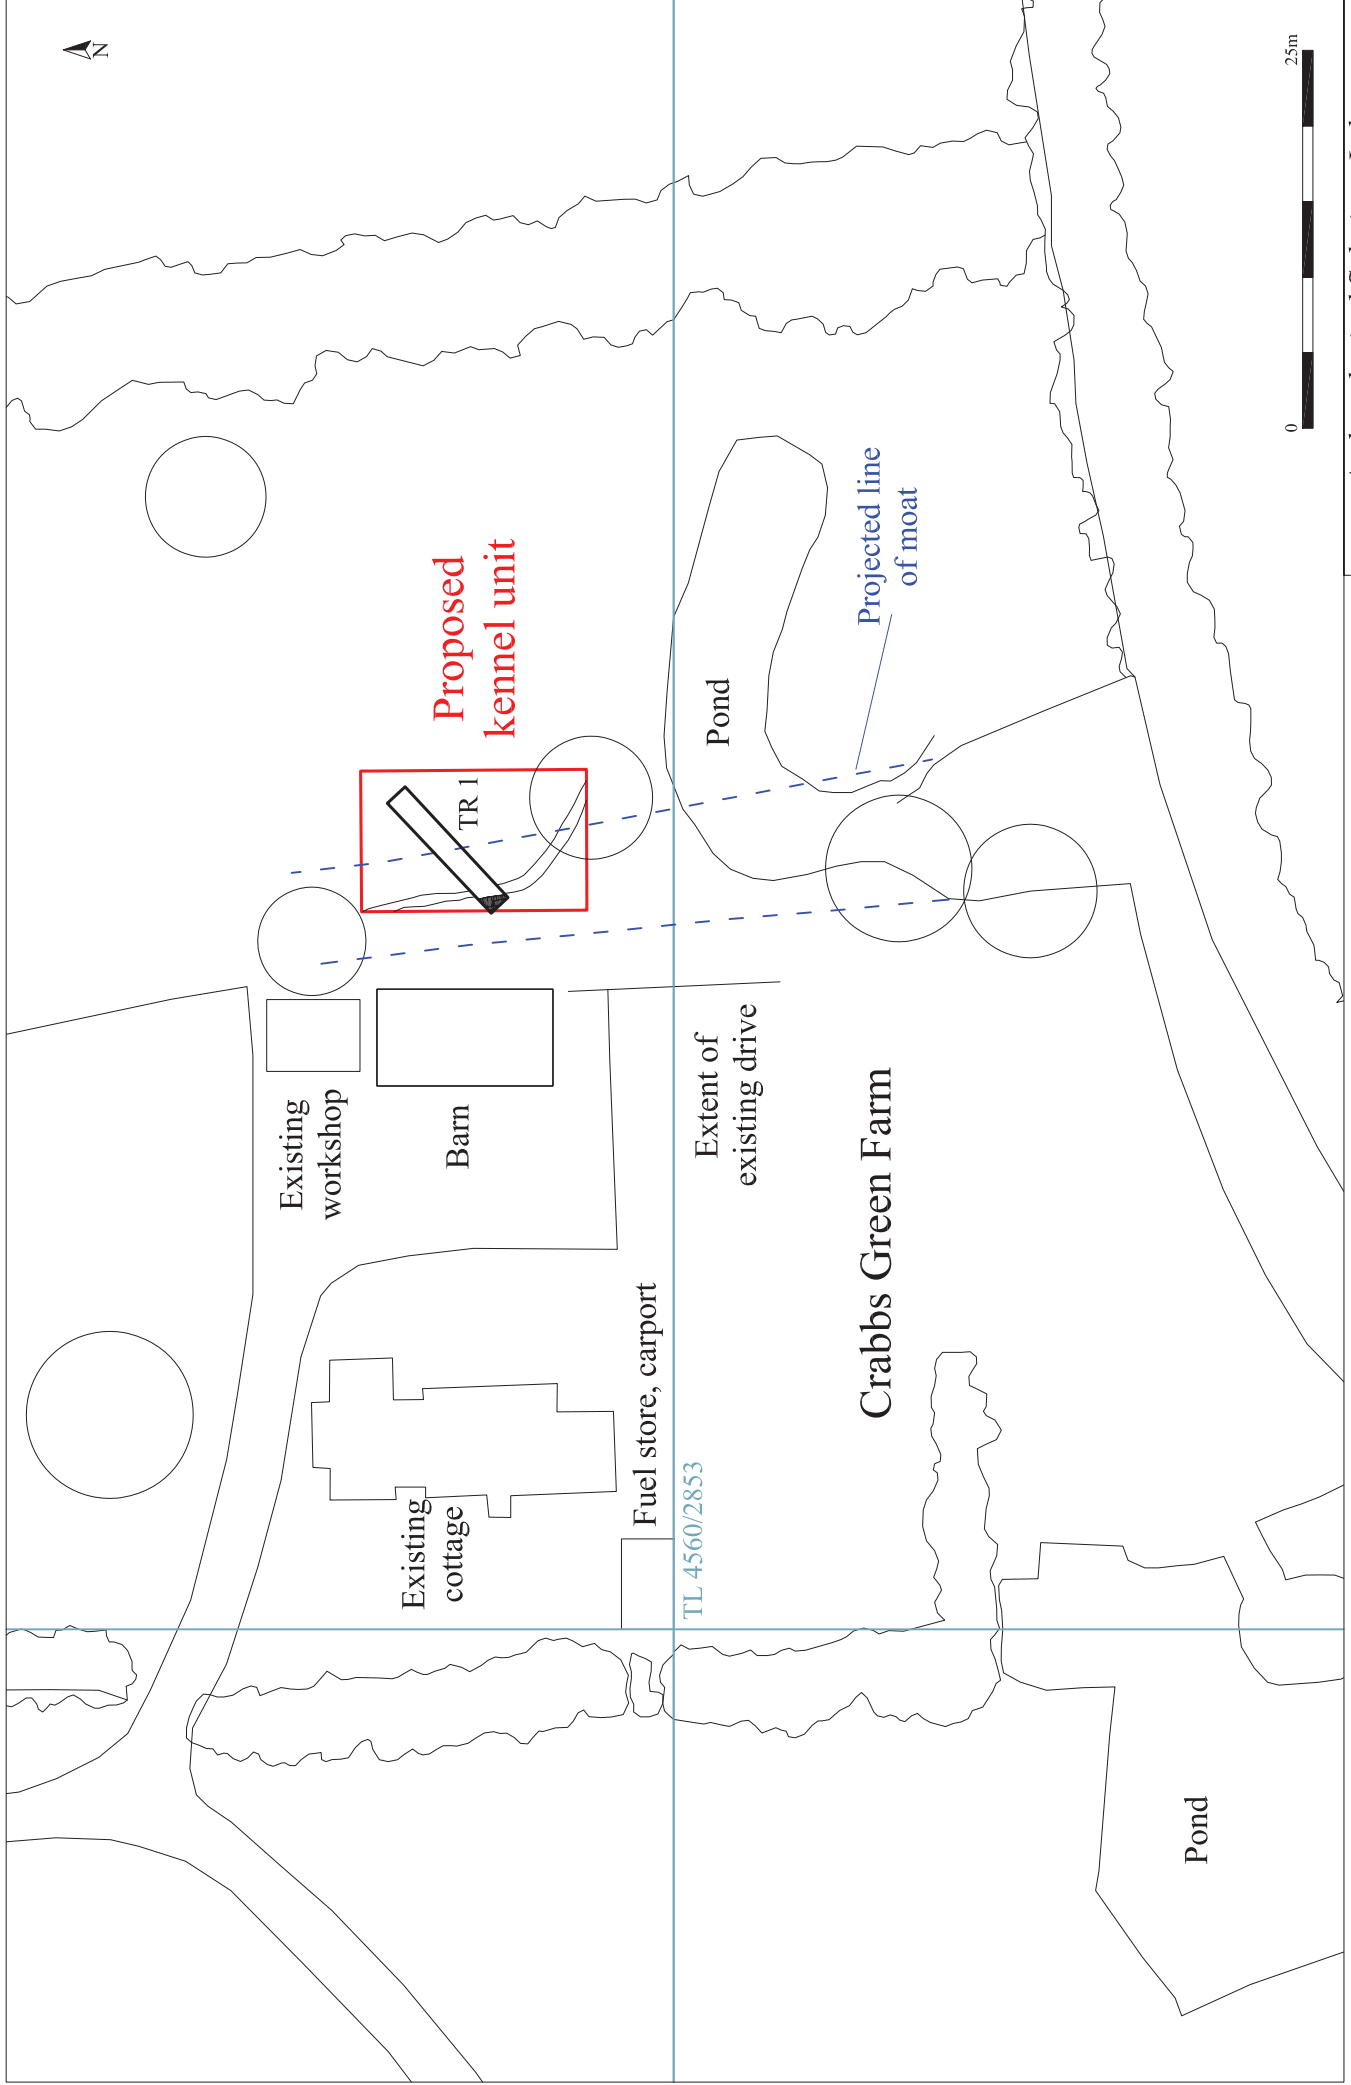 N
Existing
workshop
Barn
Proposed
kennel unit
TR 1
Existing
cottage
Fuel store, carport
TL 4560/2853
Extent of
existing drive
Pond
Projected line
of moat
Crabbs Green Farm
Pond
0
25m